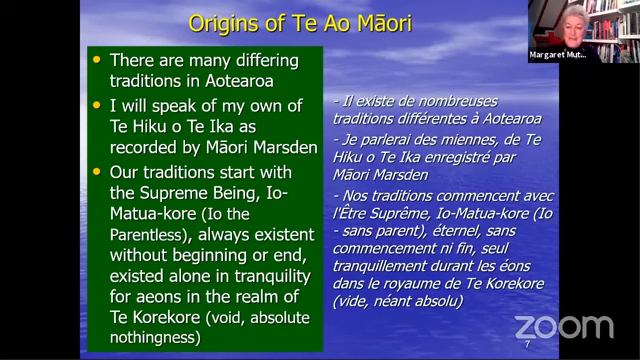 Origins of Te Ao Māori
• There are many differing
traditions in Aotearoa
• I will speak of my own of
Te Hiku o Te Ika as
recorded by Māori Marsden
• Our traditions start with
the Supreme Being, Io-
Matua-kore (Io the
Parentless), always existent
without beginning or end,
existed alone in tranquility
for aeons in the realm of
Te Korekore (void, absolute
nothingness)
- Il existe de nombreuses
traditions différentes à Aotearoa
- Je parlerai des miennes, de Te
Hiku o Te Ika enregistré par
Māori Marsden
- Nos traditions commencent avec
l'Être Suprême, Io-Matua-kore (Io
- sans parent), éternel, sans
commencement ni fin, seul
tranquillement durant les éons
dans le royaume de Te Korekore
(vide, néant absolu)
Margaret Mut...
zoom
7